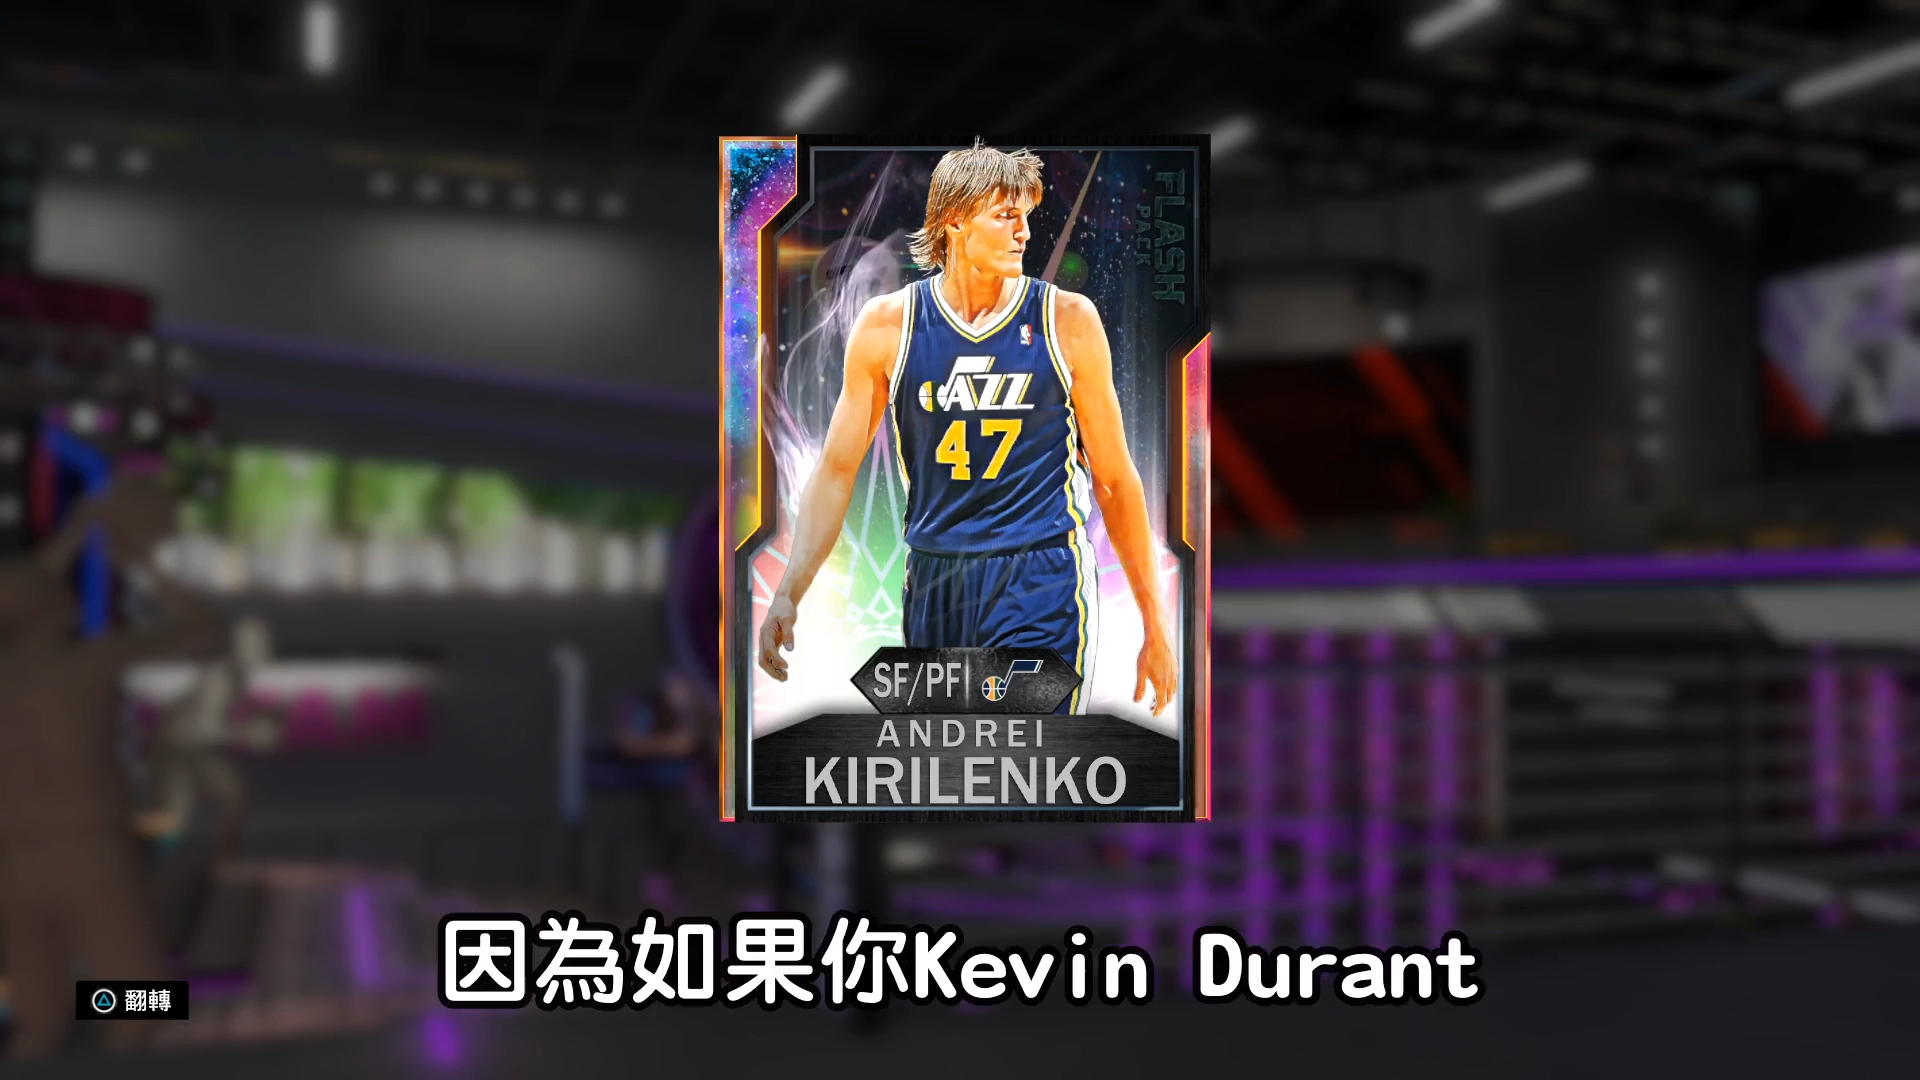 FLASH
PACK
JAZZ
47
SF/PF
ANDREI
KIRILENKO
因為如果你Kevin Durant
翻轉